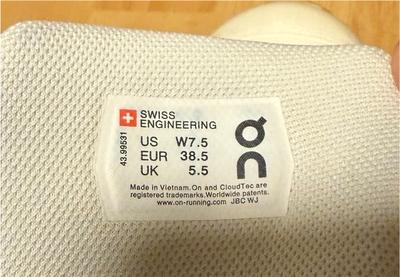 SWISS
ENGINEERING
US W7.5
EUR 38.5
UK 5.5
43.99531
On
Made in Vietnam.On and CloudTec are
registered trademarks.Worldwide patents.
www.on-running.com JBC WJ